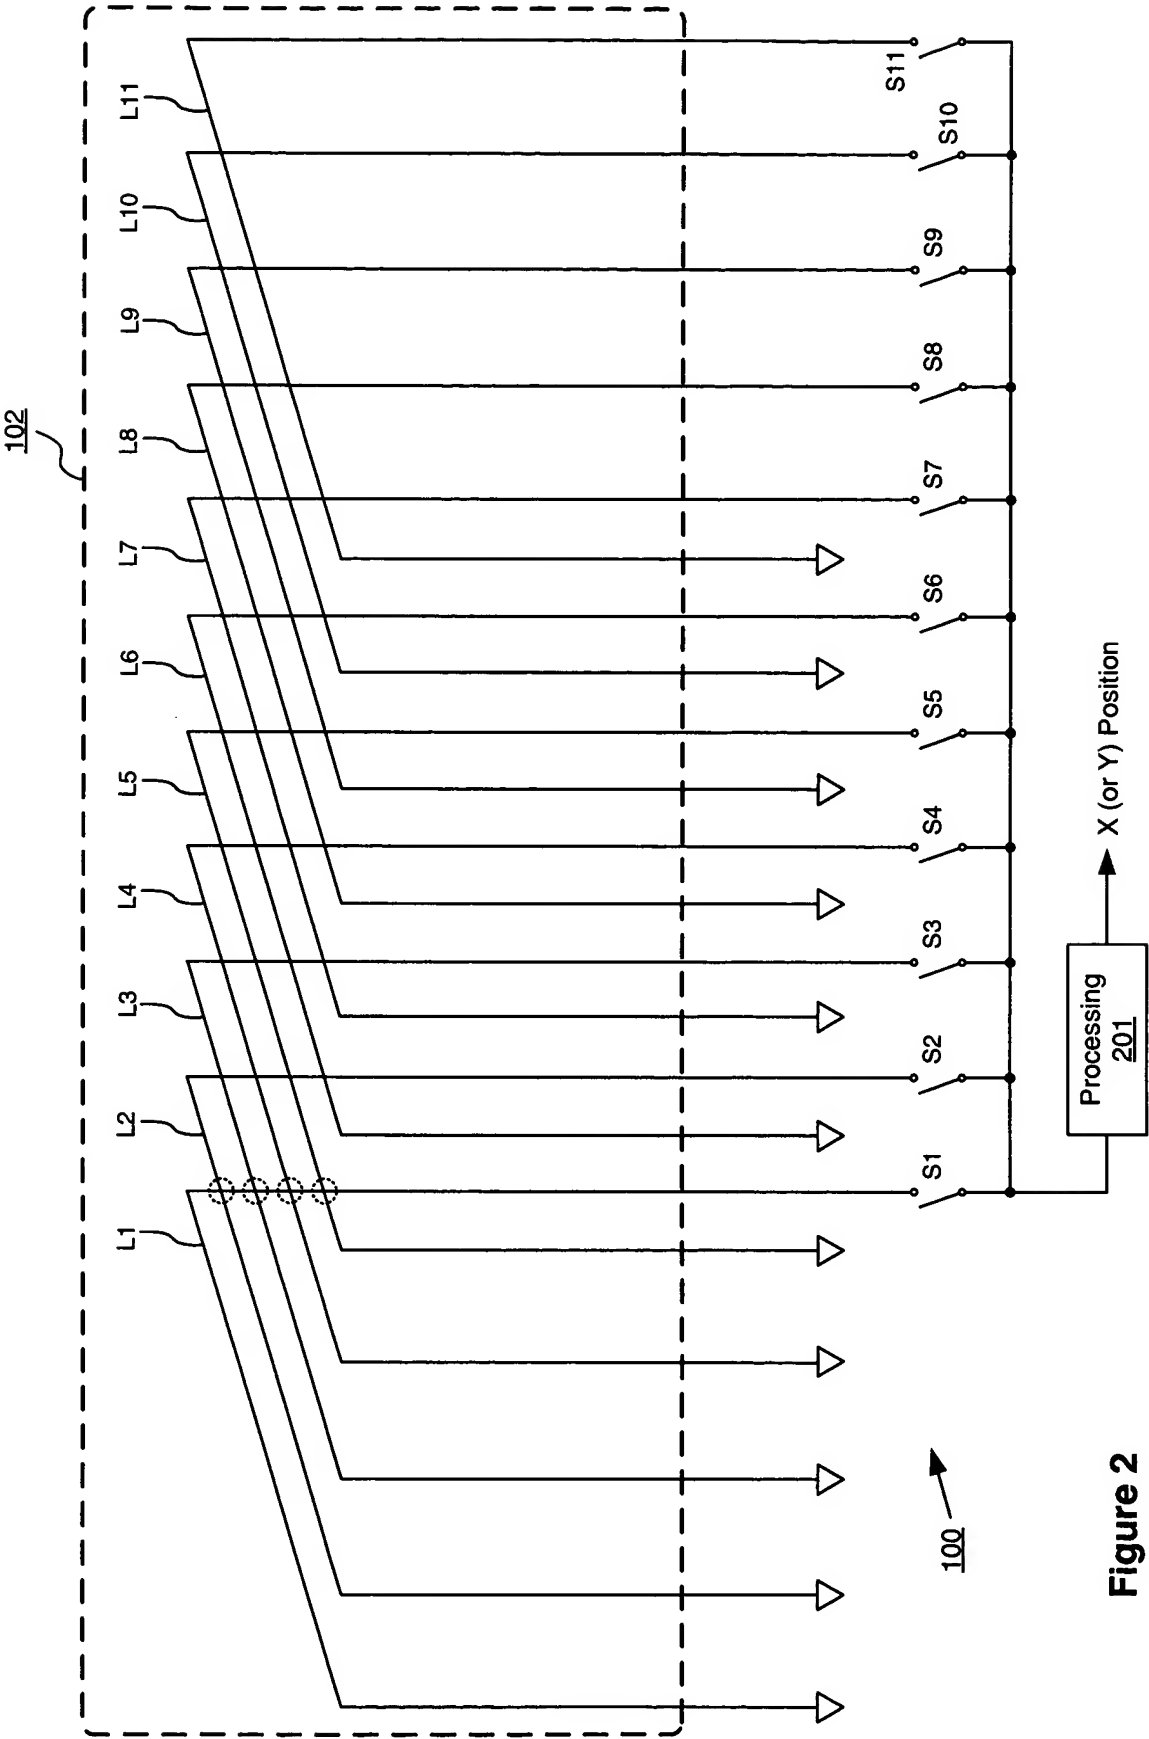 102
L1
L2
L3
L4
L5
L6
L7
L8
L9
L10
L11
S1
S2
S3
S4
S5
S6
S7
S8
S9
S10
S11
Processing
201
X (or Y) Position
100
Figure 2